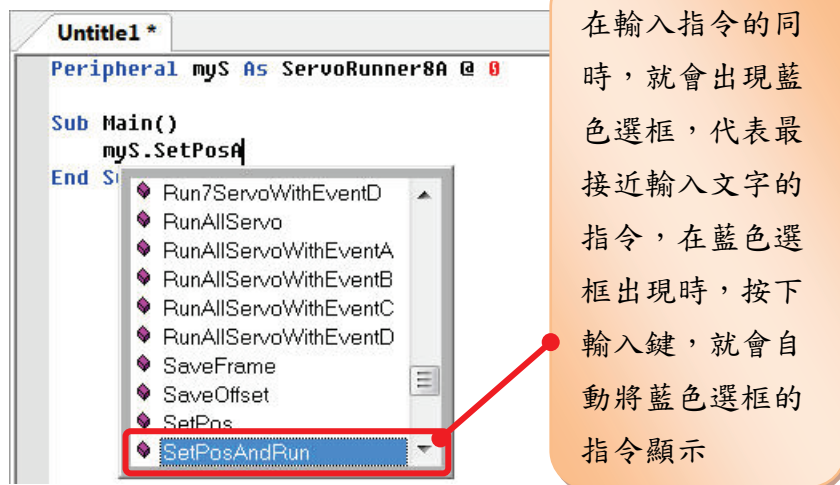 Untitle1 *
Peripheral myS As ServoRunner8A @ 0
Sub Main()
myS.SetPosA
End Su
Run7ServoWithEventD
RunAllServo
RunAllServoWithEventA
RunAllServoWithEventB
RunAllServoWithEventC
RunAllServoWithEventD
SaveFrame
SaveOffset
SetPos
SetPosAndRun
在輸入指令的同
時，就會出現藍
色選框，代表最
接近輸入文字的
指令，在藍色選
框出現時，按下
輸入鍵，就會自
動將藍色選框的
指令顯示